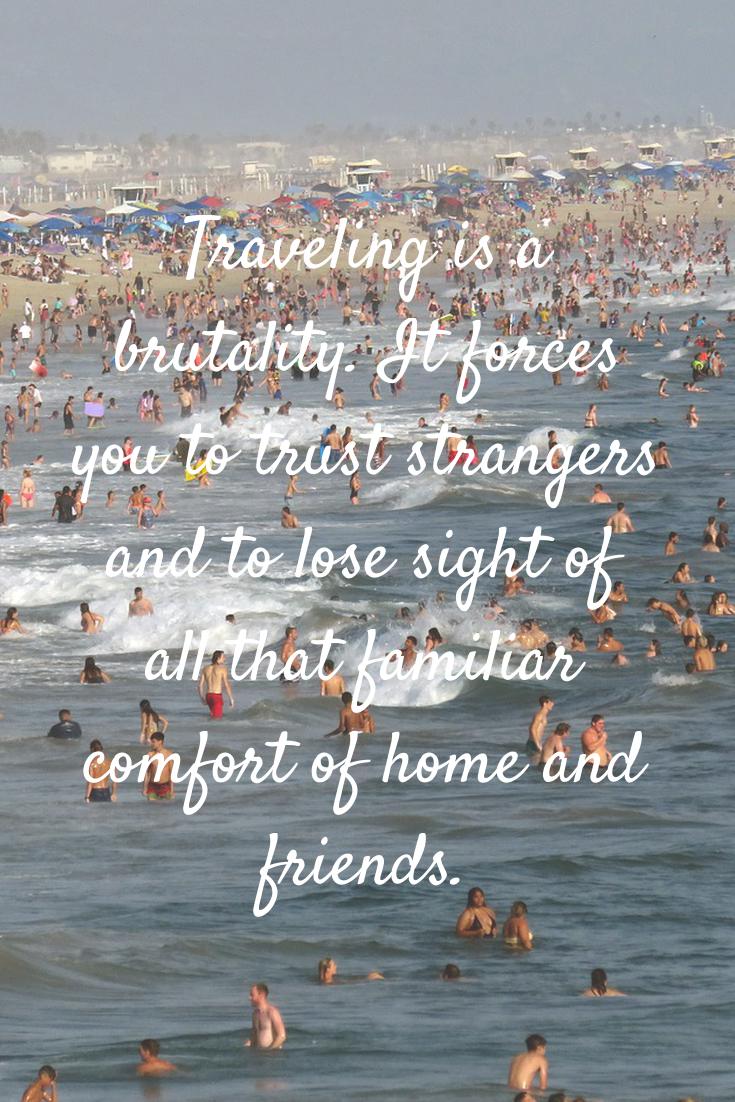 Traveling is a
brutality. It forces
you to trust strangers
and to lose sight of
all that familiar
comfort of home and
friends.